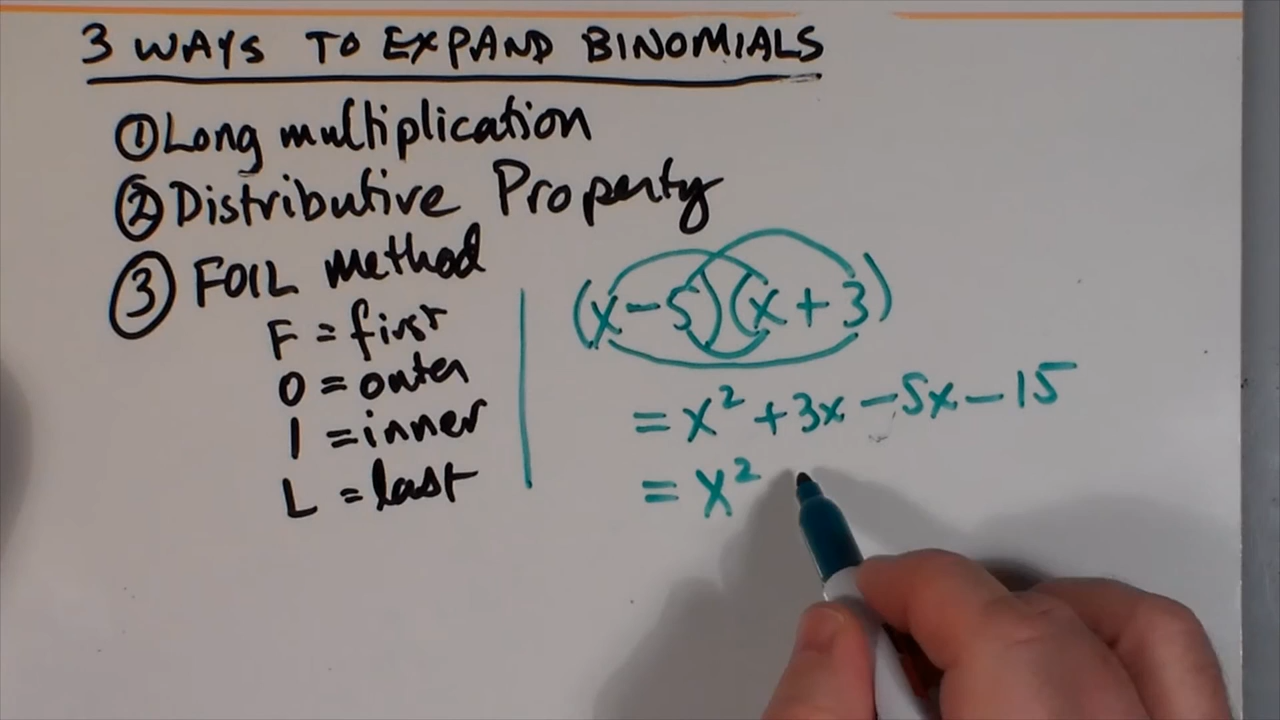 3 WAYS TO EXPAND BINOMIALS
① Long multiplication
② Distributive Property
③ FOIL Method
F = first
O = outer
I = inner
L = last
(x - 5)(x + 3)
= x² + 3x - 5x - 15
= x²